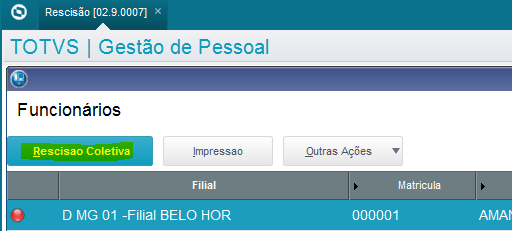 Rescisão [02.9.0007] ×
TOTVS | Gestão de Pessoal
Funcionários
Rescisao Coletiva Impressao Outras Ações
Filial Matricula
D MG 01 -Filial BELO HOR 000001 AMAN